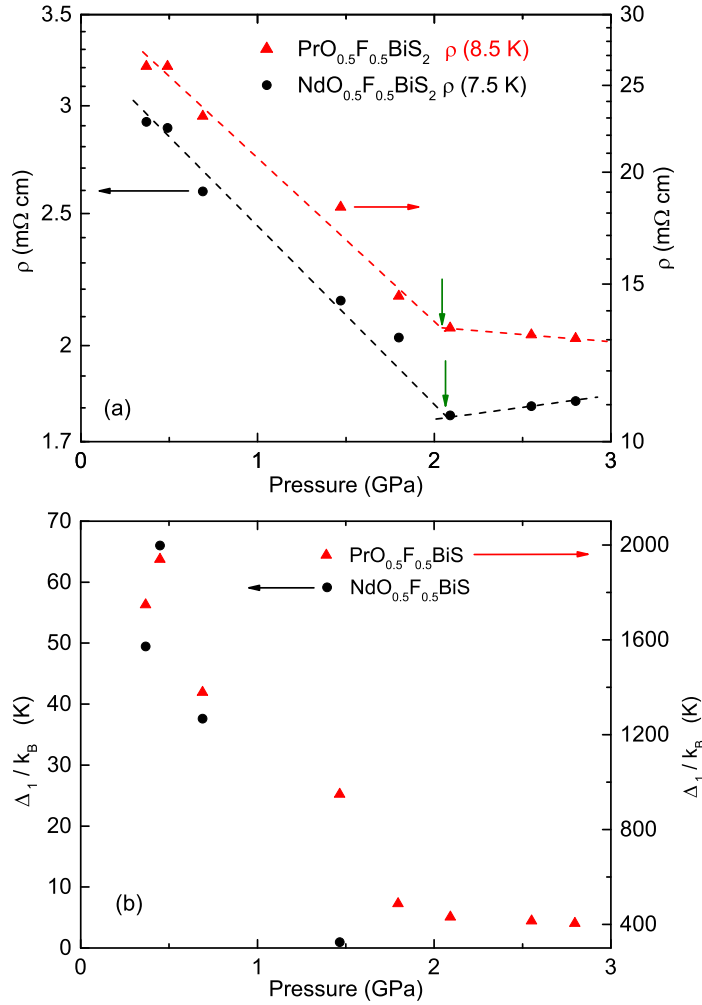 3.5
3
2.5
2
1.7
30
25
20
15
10
ρ (mΩ cm)
ρ (mΩ cm)
PrO0.5F0.5BiS2 ρ (8.5 K)
NdO0.5F0.5BiS2 ρ (7.5 K)
(a)
0 1 2 3
Pressure (GPa)
70
60
50
40
30
20
10
0
2000
1600
1200
800
400
Δ1 / kB (K)
Δ1 / kB (K)
PrO0.5F0.5BiS
NdO0.5F0.5BiS
(b)
0 1 2 3
Pressure (GPa)